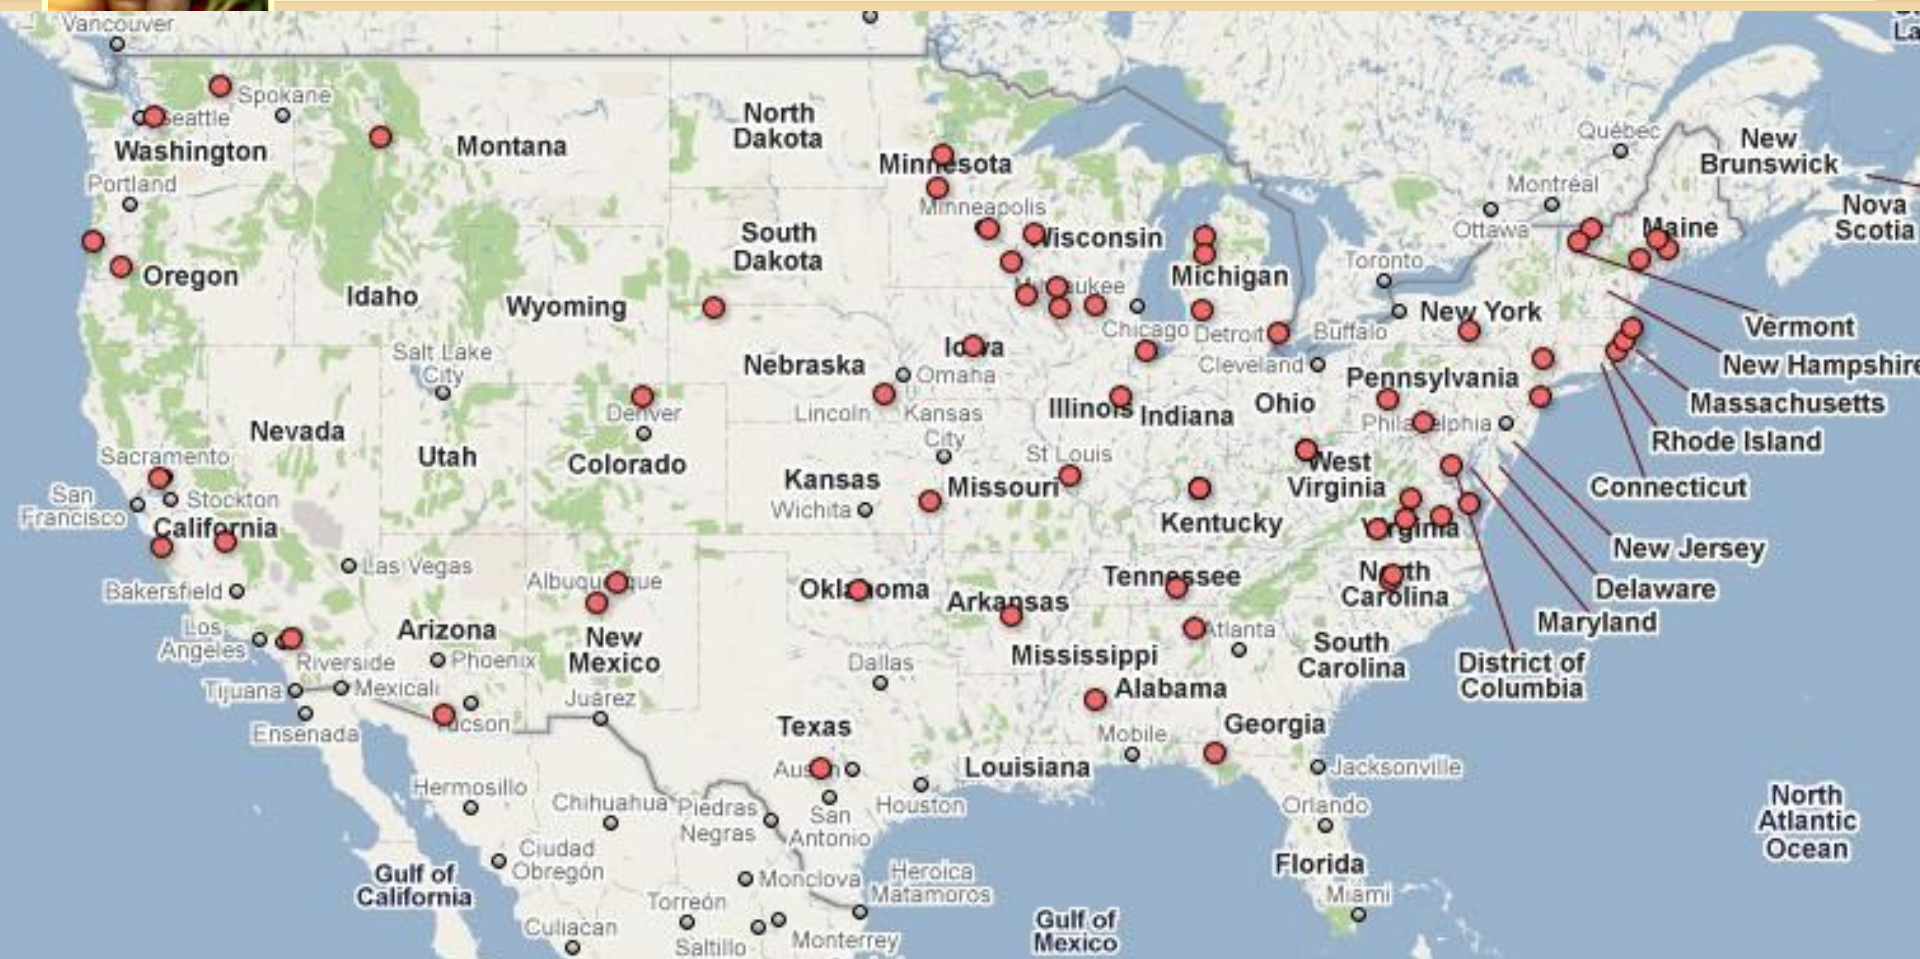 Vancouver
Spokane
Seattle
Washington
Portland
Montana
North
Dakota
Minnesota
Minneapolis
Wisconsin
Milwaukee
Michigan
Québec
Montréal
Ottawa
Toronto
New
Brunswick
Nova
Scotia
Maine
Oregon
Idaho
Wyoming
South
Dakota
Iowa
Chicago
Detroit
Buffalo
New York
Vermont
New Hampshire
Massachusetts
Rhode Island
Connecticut
Salt Lake
City
Nebraska
Omaha
Lincoln
Kansas
City
Illinois
Indiana
Ohio
Cleveland
Pennsylvania
Philadelphia
Nevada
Utah
Denver
Colorado
Kansas
Wichita
Missouri
St Louis
West
Virginia
Virginia
Kentucky
New Jersey
Delaware
Maryland
District of
Columbia
Sacramento
San
Francisco
Stockton
California
Las Vegas
Bakersfield
Los
Angeles
Riverside
Arizona
Phoenix
Tijuana
Mexicali
Ensenada
Tucson
Albuquerque
New
Mexico
Juárez
Oklahoma
Arkansas
Tennessee
North
Carolina
South
Carolina
Atlanta
Mississippi
Alabama
Georgia
Dallas
Texas
Austin
San
Antonio
Houston
Louisiana
Mobile
Jacksonville
Orlando
Florida
Miami
Hermosillo
Chihuahua
Piedras
Negras
Ciudad
Obregón
Gulf of
California
Culiacán
Torreón
Saltillo
Monclova
Monterrey
Heroica
Matamoros
Gulf of
Mexico
North
Atlantic
Ocean